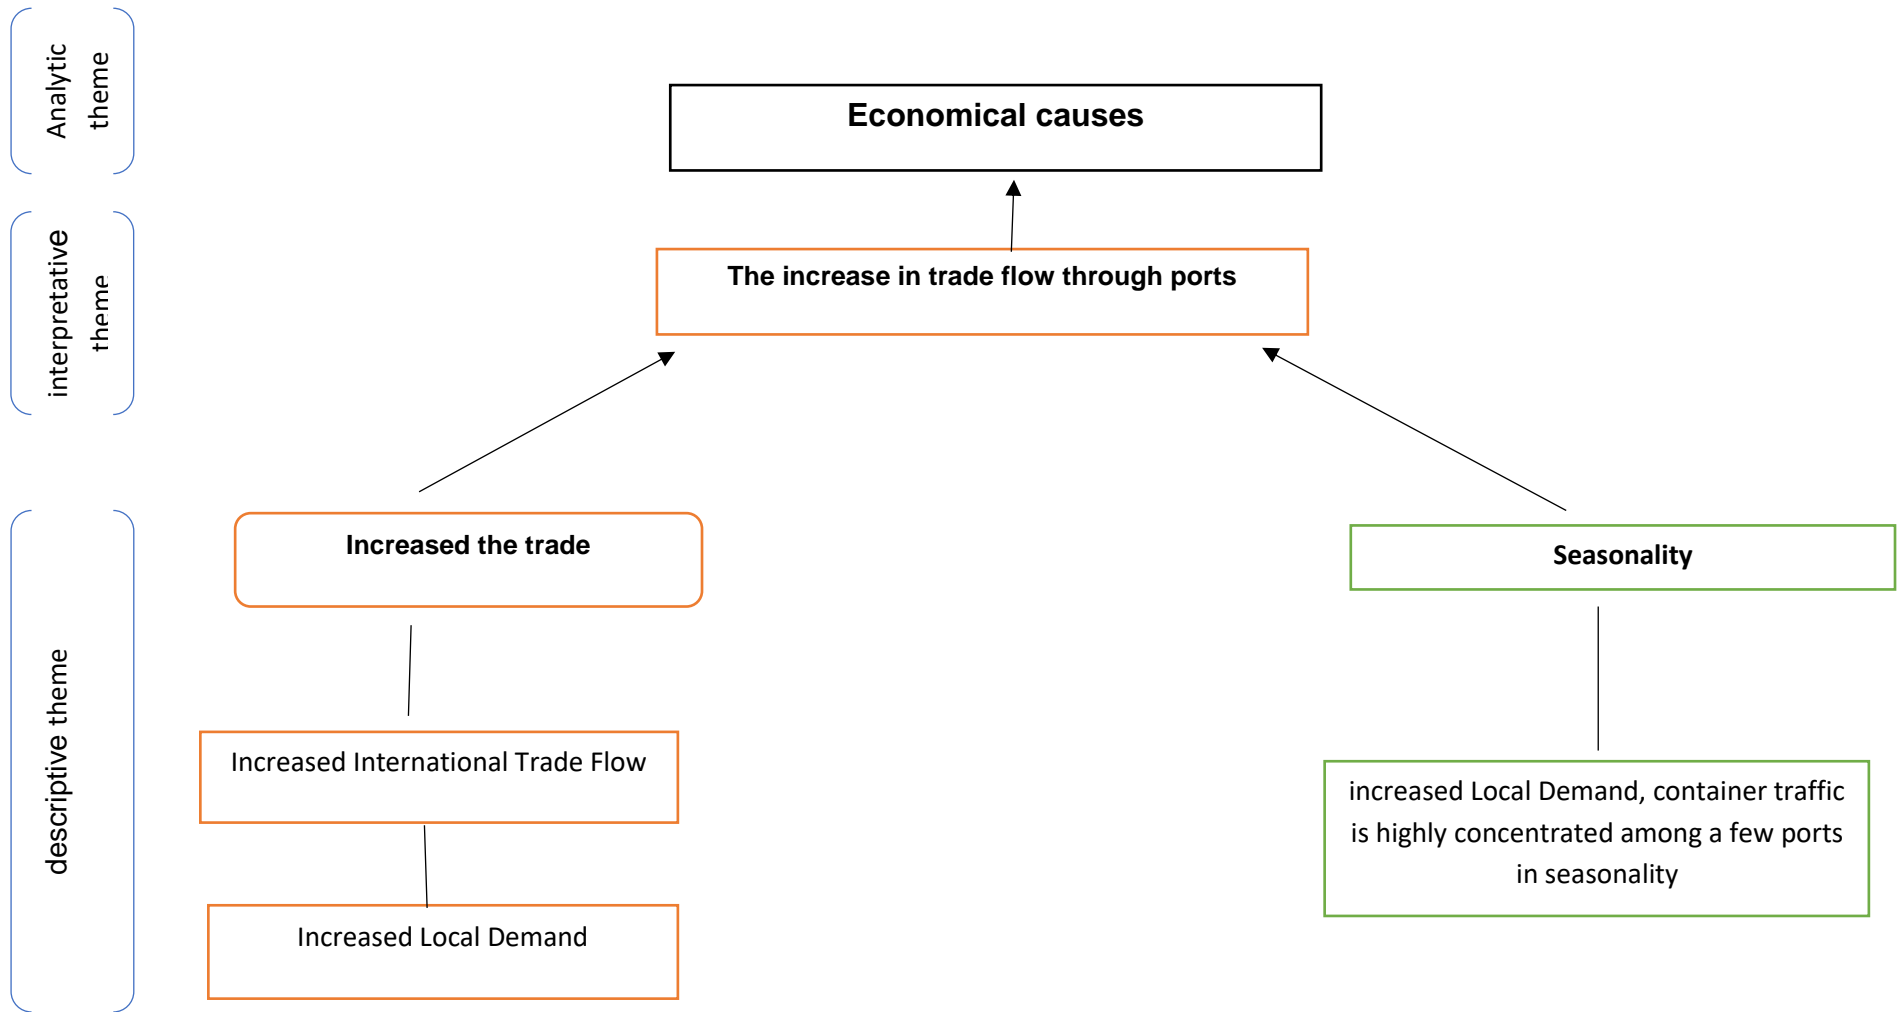 Analytic
theme
Economical causes
interpretative
theme
The increase in trade flow through ports
descriptive theme
Increased the trade
Seasonality
Increased International Trade Flow
increased Local Demand, container traffic
is highly concentrated among a few ports
in seasonality
Increased Local Demand